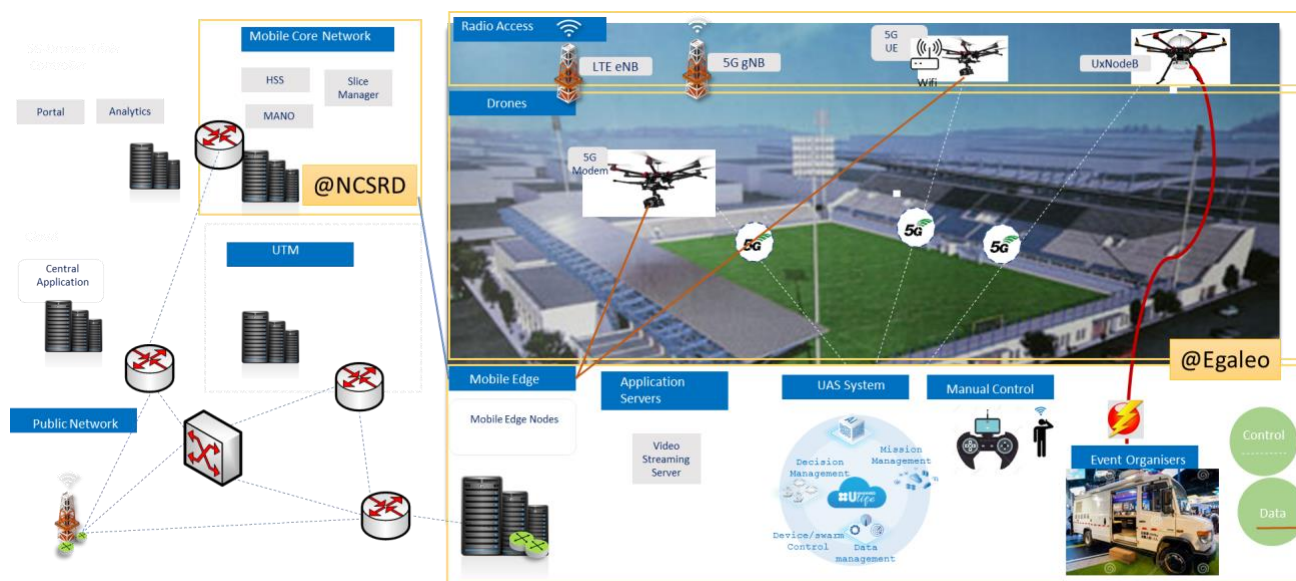 Mobile Core Network
HSS
Slice
Manager
MANO
@NCSRD
Portal
Analytics
Central
Application
UTM
Public Network
Radio Access
LTE eNB
5G gNB
5G
UE
Wifi
UxNodeB
Drones
5G
Modem
5G
5G
5G
@Egaleo
Mobile Edge
Mobile Edge Nodes
Application
Servers
Video
Streaming
Server
UAS System
Mission
Management
Decision
Management
#U
life
Device/swarm
Control
Data
management
Manual Control
Event Organisers
Control
Data